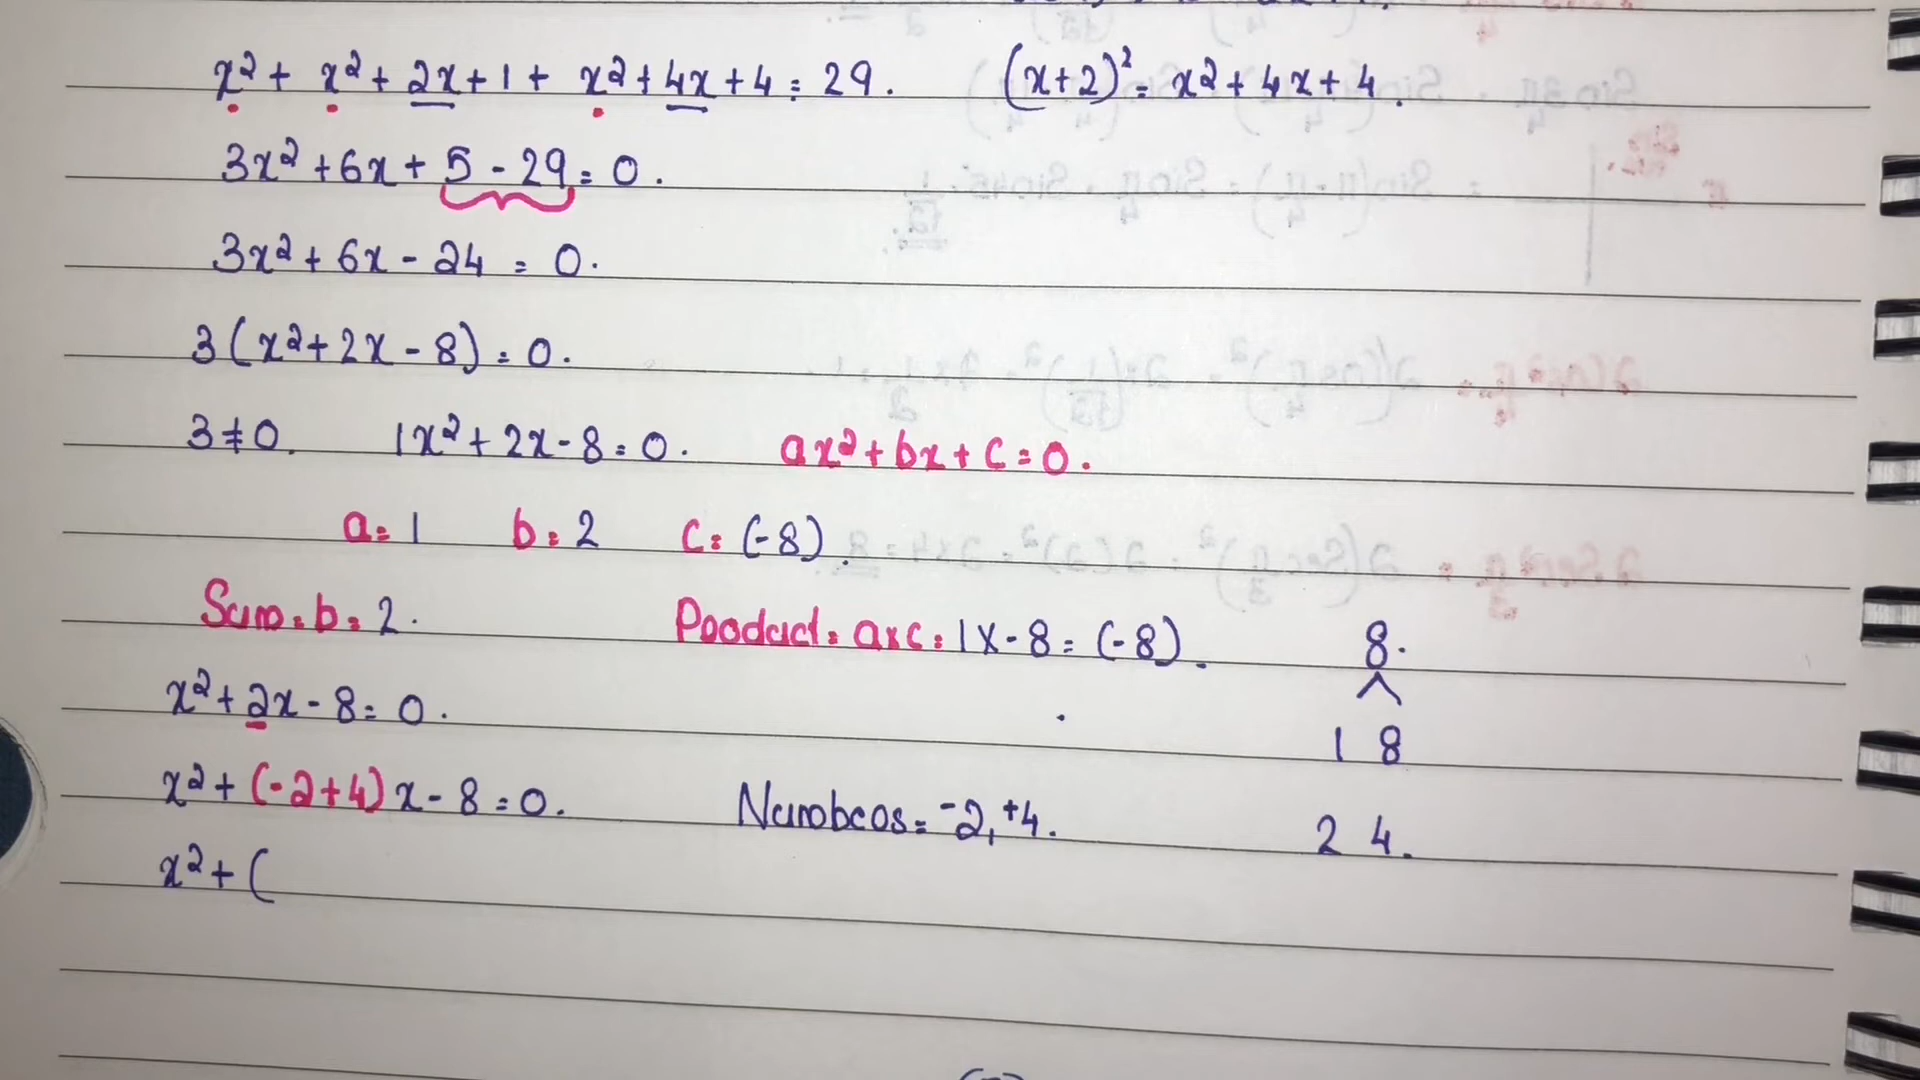 x² + x² + 2x + 1 + x² + 4x + 4 = 29. (x+2)² = x² + 4x + 4.
3x² + 6x + 5 - 29 = 0.
3x² + 6x - 24 = 0.
3(x² + 2x - 8) = 0.
3≠0. 1x² + 2x - 8 = 0. ax² + bx + c = 0.
a = 1 b = 2 c = (-8).
Sum = b = 2. Product = axc = 1x-8 = (-8). 8.
x² + 2x - 8 = 0.
1 8
x² + (-2+4)x - 8 = 0. Numbers = -2, +4. 2 4.
x² + (